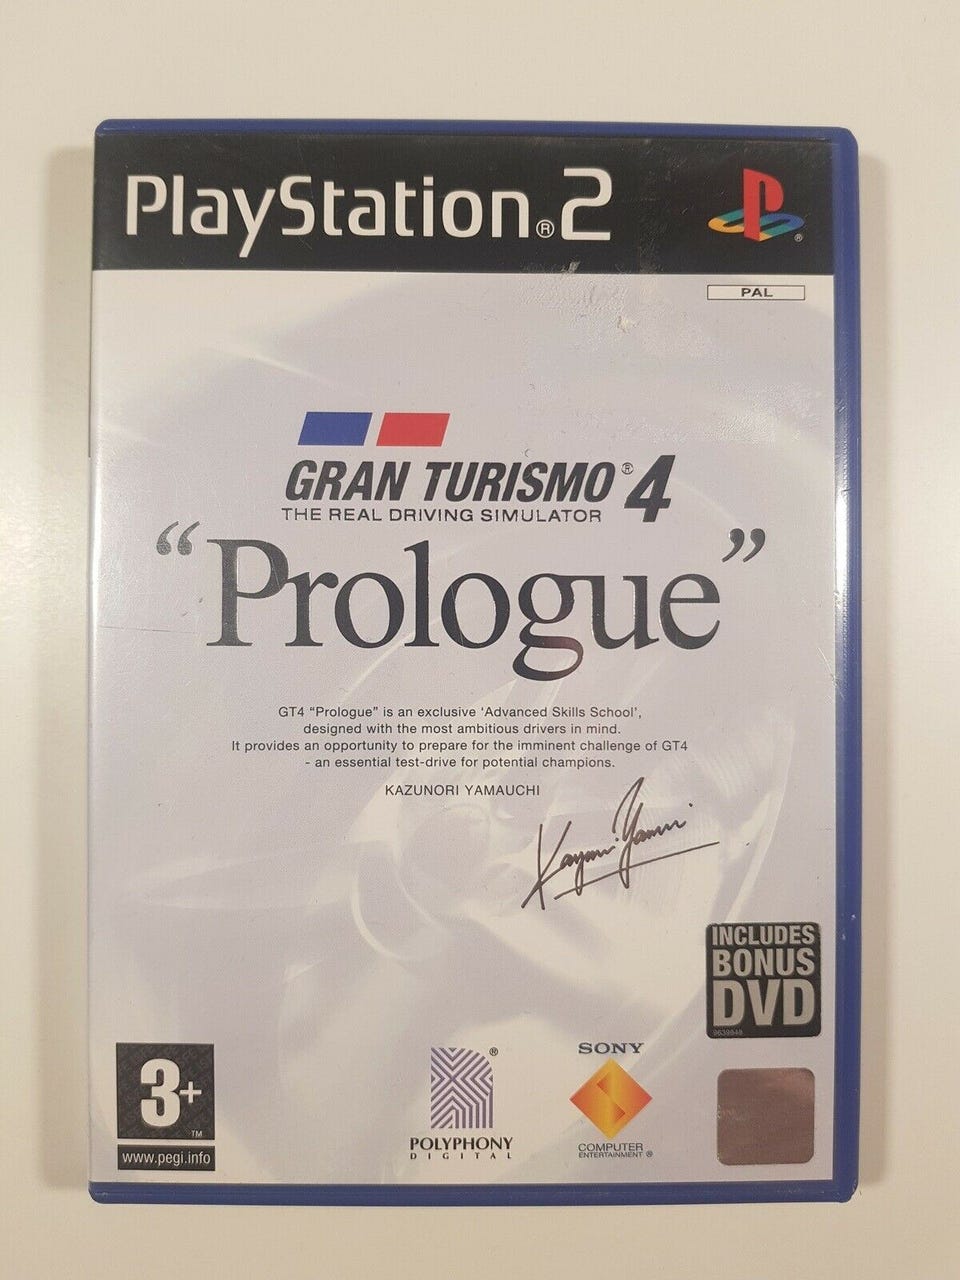 PlayStation®2
PAL
GRAN TURISMO® 4
THE REAL DRIVING SIMULATOR
“Prologue”
GT4 “Prologue” is an exclusive ‘Advanced Skills School’,
designed with the most ambitious drivers in mind.
It provides an opportunity to prepare for the imminent challenge of GT4
- an essential test-drive for potential champions.
KAZUNORI YAMAUCHI
INCLUDES
BONUS
DVD
9639848
3+
TM
www.pegi.info
POLYPHONY
DIGITAL
SONY
COMPUTER
ENTERTAINMENT®